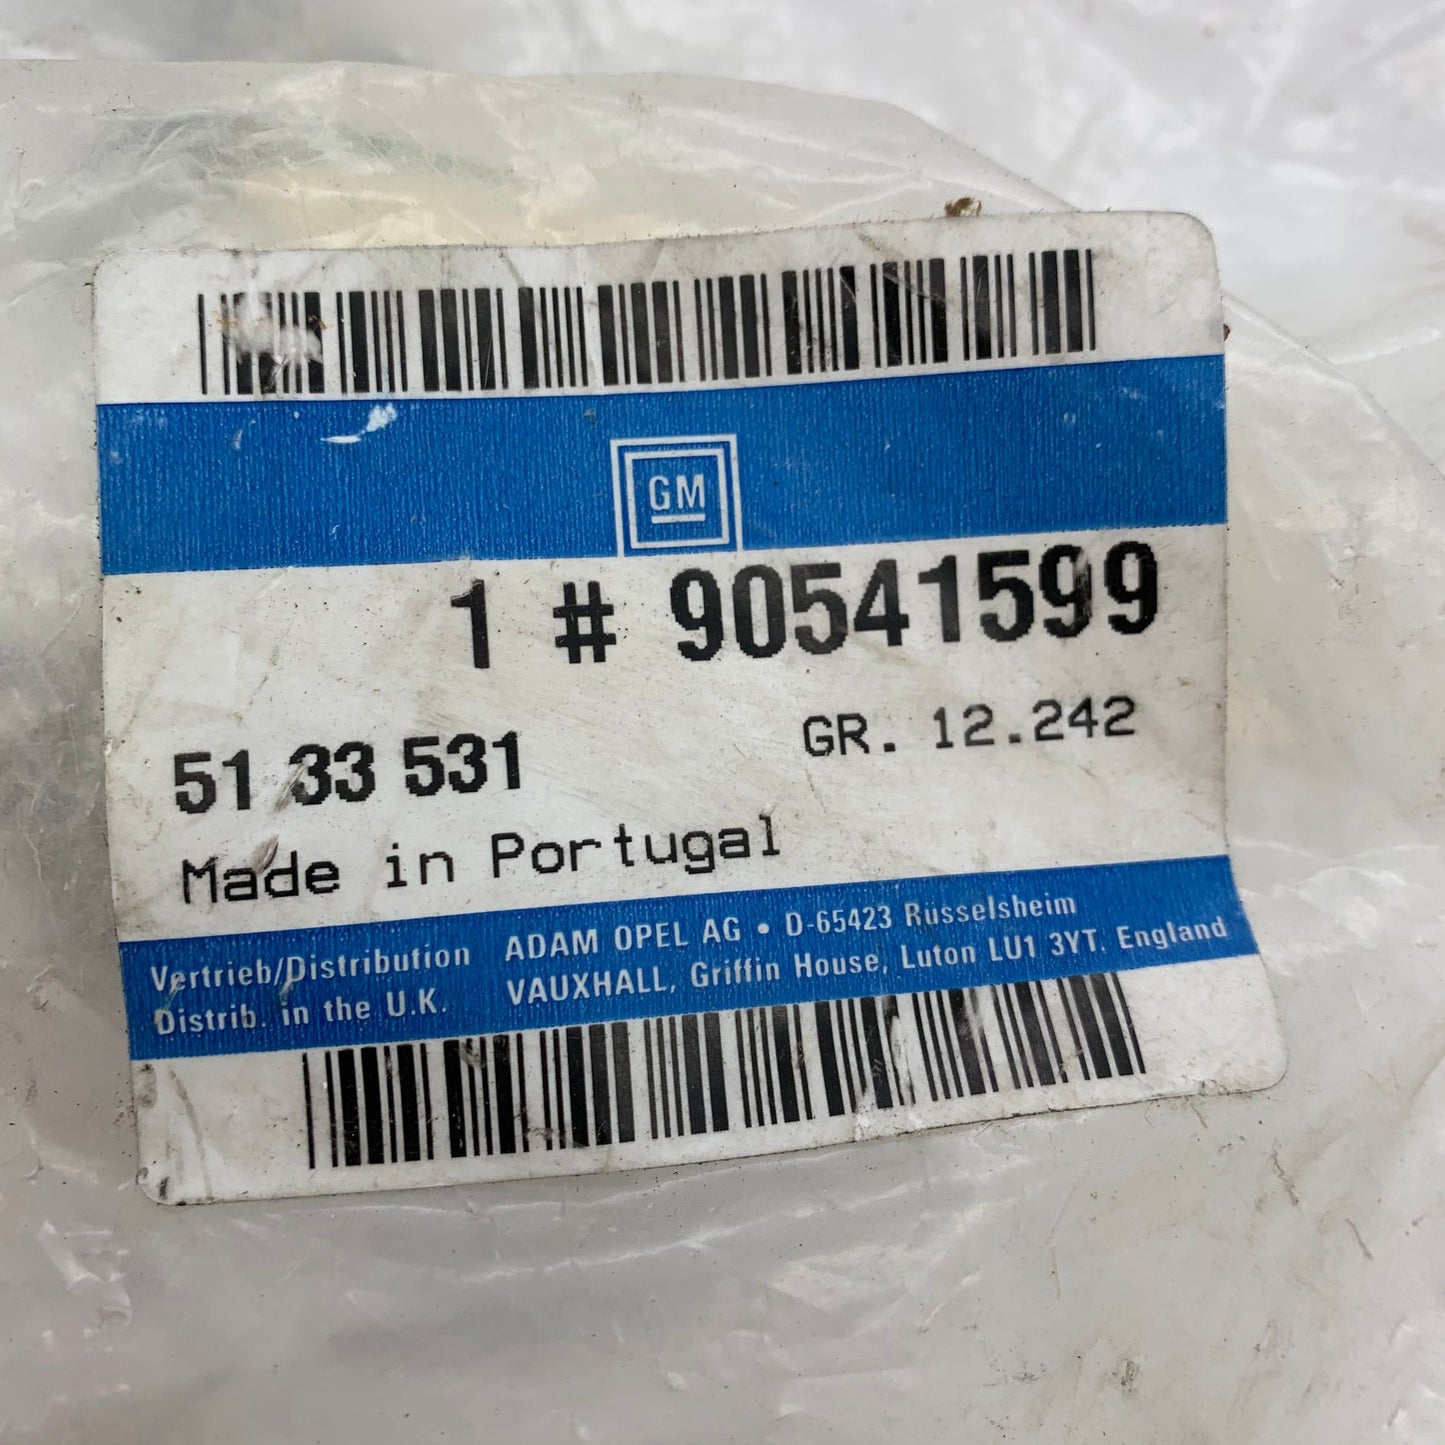 GM
1 # 90541599
GR. 12.242
51 33 531
Made in Portugal
Vertrieb/Distribution ADAM OPEL AG • D-65423 Rüsselsheim
Distrib. in the U.K. VAUXHALL, Griffin House, Luton LU1 3YT. England